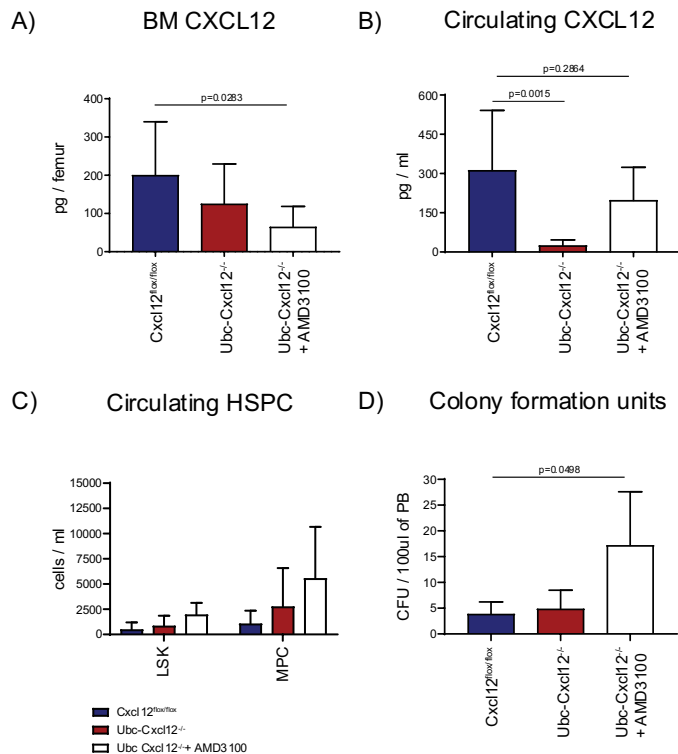 A) BM CXCL12
p=0.0283
400
300
200
100
0
pg / femur
Cxcl12flox/flox
Ubc-Cxcl12-/-
Ubc-Cxcl12-/-
+ AMD3100
B) Circulating CXCL12
p=0.2864
p=0.0015
600
450
300
150
0
pg / ml
Cxcl12flox/flox
Ubc-Cxcl12-/-
Ubc-Cxcl12-/-
+ AMD3100
C) Circulating HSPC
15000
12500
10000
7500
5000
2500
0
cells / ml
LSK
MPC
Cxcl12flox/flox
Ubc-Cxcl12-/-
Ubc Cxcl12-/-+ AMD3100
D) Colony formation units
p=0.0498
30
25
20
15
10
5
0
CFU / 100ul of PB
Cxcl12flox/flox
Ubc-Cxcl12-/-
Ubc-Cxcl12-/-
+ AMD3100